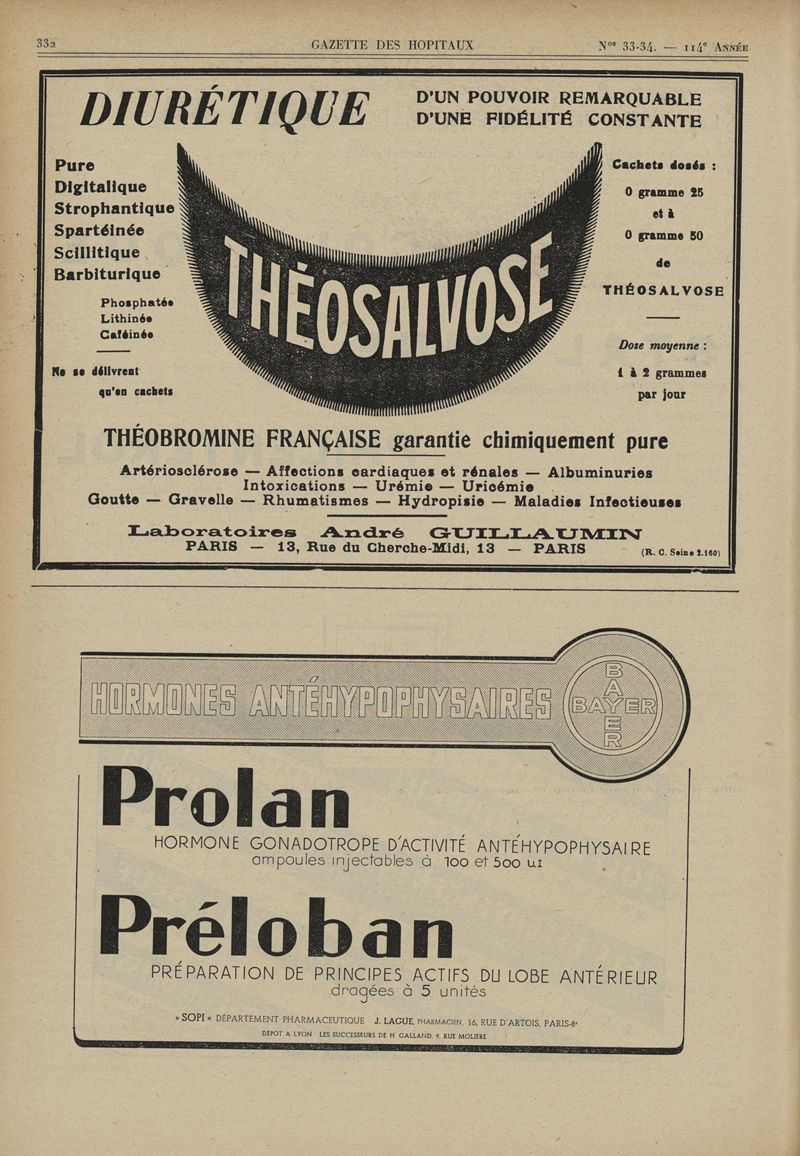 332
GAZETTE DES HOPITAUX
Nos 33-34. — 114e ANNÉE
DIURÉTIQUE
D'UN POUVOIR REMARQUABLE
D'UNE FIDÉLITÉ CONSTANTE
Pure
Digitalique
Strophantique
Spartéinée
Scillitique
Barbiturique
Phosphatée
Lithinée
Caféinée
Ne se délivrent
qu'en cachets
THÉOSALVOSE
Cachets dosés :
0 gramme 25
et à
0 gramme 50
de
THÉOSALVOSE
Dose moyenne :
1 à 2 grammes
par jour
THÉOBROMINE FRANÇAISE garantie chimiquement pure
Artériosclérose — Affections cardiaques et rénales — Albuminuries
Intoxications — Urémie — Uricémie
Goutte — Gravelle — Rhumatismes — Hydropisie — Maladies Infectieuses
Laboratoires André GUILLAUMIN
PARIS — 13, Rue du Cherche-Midi, 13 — PARIS
(R. C. Seine 2.160)
HORMONES ANTÉHYPOPHYSAIRES
BAYER
BAYER
Prolan
HORMONE GONADOTROPE D'ACTIVITÉ ANTÉHYPOPHYSAIRE
ampoules injectables à 100 et 500 u.i
Préloban
PRÉPARATION DE PRINCIPES ACTIFS DU LOBE ANTÉRIEUR
dragées à 5 unités
« SOPI « DÉPARTEMENT PHARMACEUTIQUE J. LAGUE, PHARMACIEN, 16, RUE D'ARTOIS, PARIS-8e
DÉPOT A LYON LES SUCCESSEURS DE H GALLAND, 9, RUE MOLIÈRE